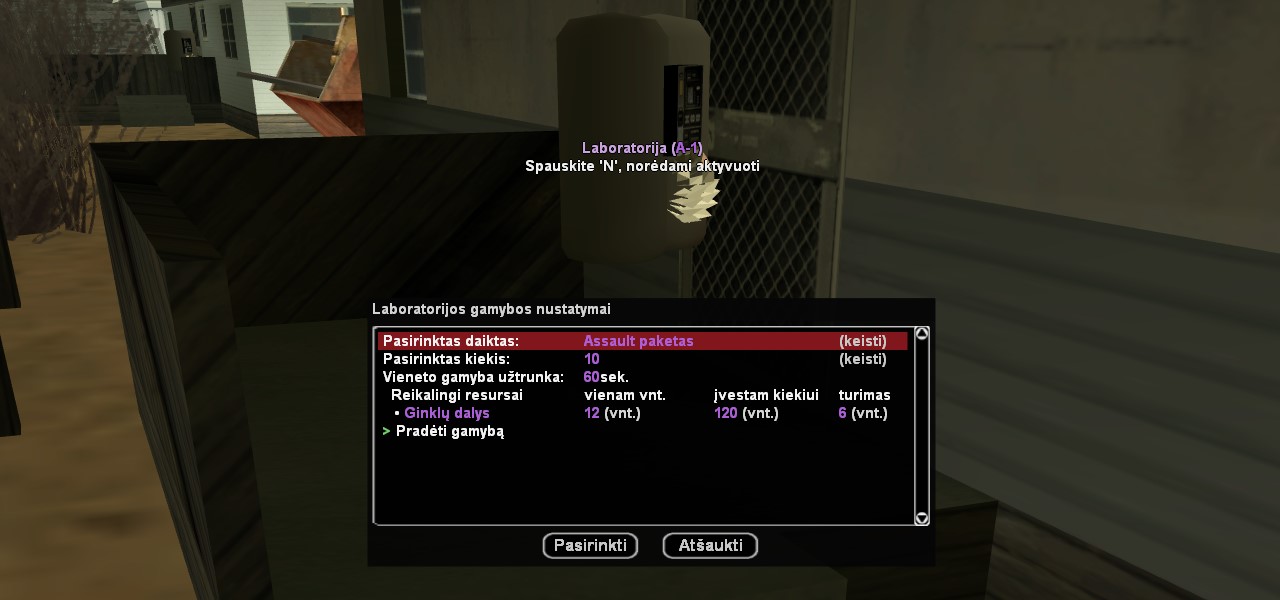 Laboratorija (A-1)
Spauskite 'N', norėdami aktyvuoti
Laboratorijos gamybos nustatymai
Pasirinktas daiktas: Assault paketas (keisti)
Pasirinktas kiekis: 10 (keisti)
Vieneto gamyba užtrunka: 60sek.
Reikalingi resursai vienam vnt. įvestam kiekiui turimas
• Ginklų dalys 12 (vnt.) 120 (vnt.) 6 (vnt.)
> Pradėti gamybą
Pasirinkti Atšaukti